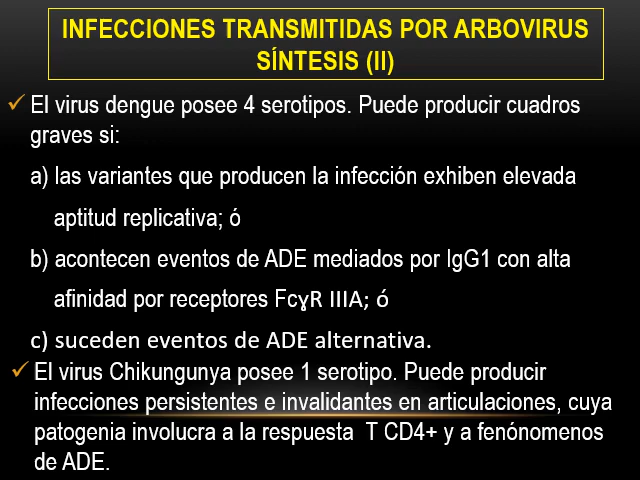 INFECCIONES TRANSMITIDAS POR ARBOVIRUS
SÍNTESIS (II)
✓ El virus dengue posee 4 serotipos. Puede producir cuadros
graves si:
a) las variantes que producen la infección exhiben elevada
aptitud replicativa; ó
b) acontecen eventos de ADE mediados por IgG1 con alta
afinidad por receptores FcɣR IIIA; ó
c) suceden eventos de ADE alternativa.
✓ El virus Chikungunya posee 1 serotipo. Puede producir
infecciones persistentes e invalidantes en articulaciones, cuya
patogenia involucra a la respuesta T CD4+ y a fenónomenos
de ADE.